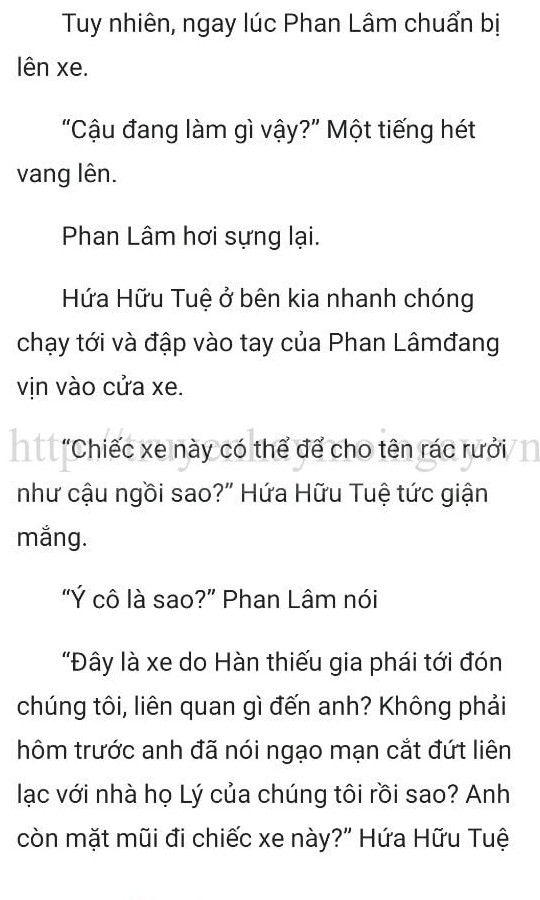 Tuy nhiên, ngay lúc Phan Lâm chuẩn bị
lên xe.
“Cậu đang làm gì vậy?” Một tiếng hét
vang lên.
Phan Lâm hơi sựng lại.
Hứa Hữu Tuệ ở bên kia nhanh chóng
chạy tới và đập vào tay của Phan Lâmđang
vịn vào cửa xe.
http://truyenhaymoingay.vn
“Chiếc xe này có thể để cho tên rác rưởi
như cậu ngồi sao?” Hứa Hữu Tuệ tức giận
mắng.
“Ý cô là sao?” Phan Lâm nói
“Đây là xe do Hàn thiếu gia phái tới đón
chúng tôi, liên quan gì đến anh? Không phải
hôm trước anh đã nói ngạo mạn cắt đứt liên
lạc với nhà họ Lý của chúng tôi rồi sao? Anh
còn mặt mũi đi chiếc xe này?” Hứa Hữu Tuệ